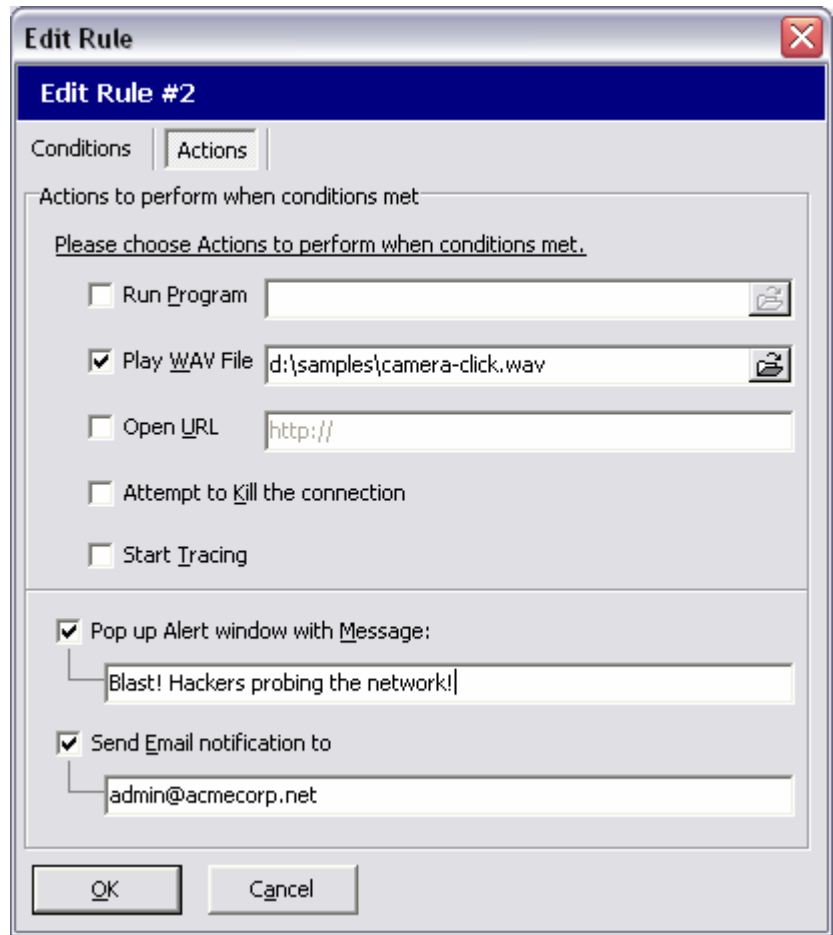 Edit Rule
Edit Rule #2
Conditions Actions
Actions to perform when conditions met
Please choose Actions to perform when conditions met.
Run Program
Play WAV File d:\samples\camera-click.wav
Open URL http://
Attempt to Kill the connection
Start Tracing
Pop up Alert window with Message:
Blast! Hackers probing the network!
Send Email notification to
admin@acmecorp.net
OK Cancel